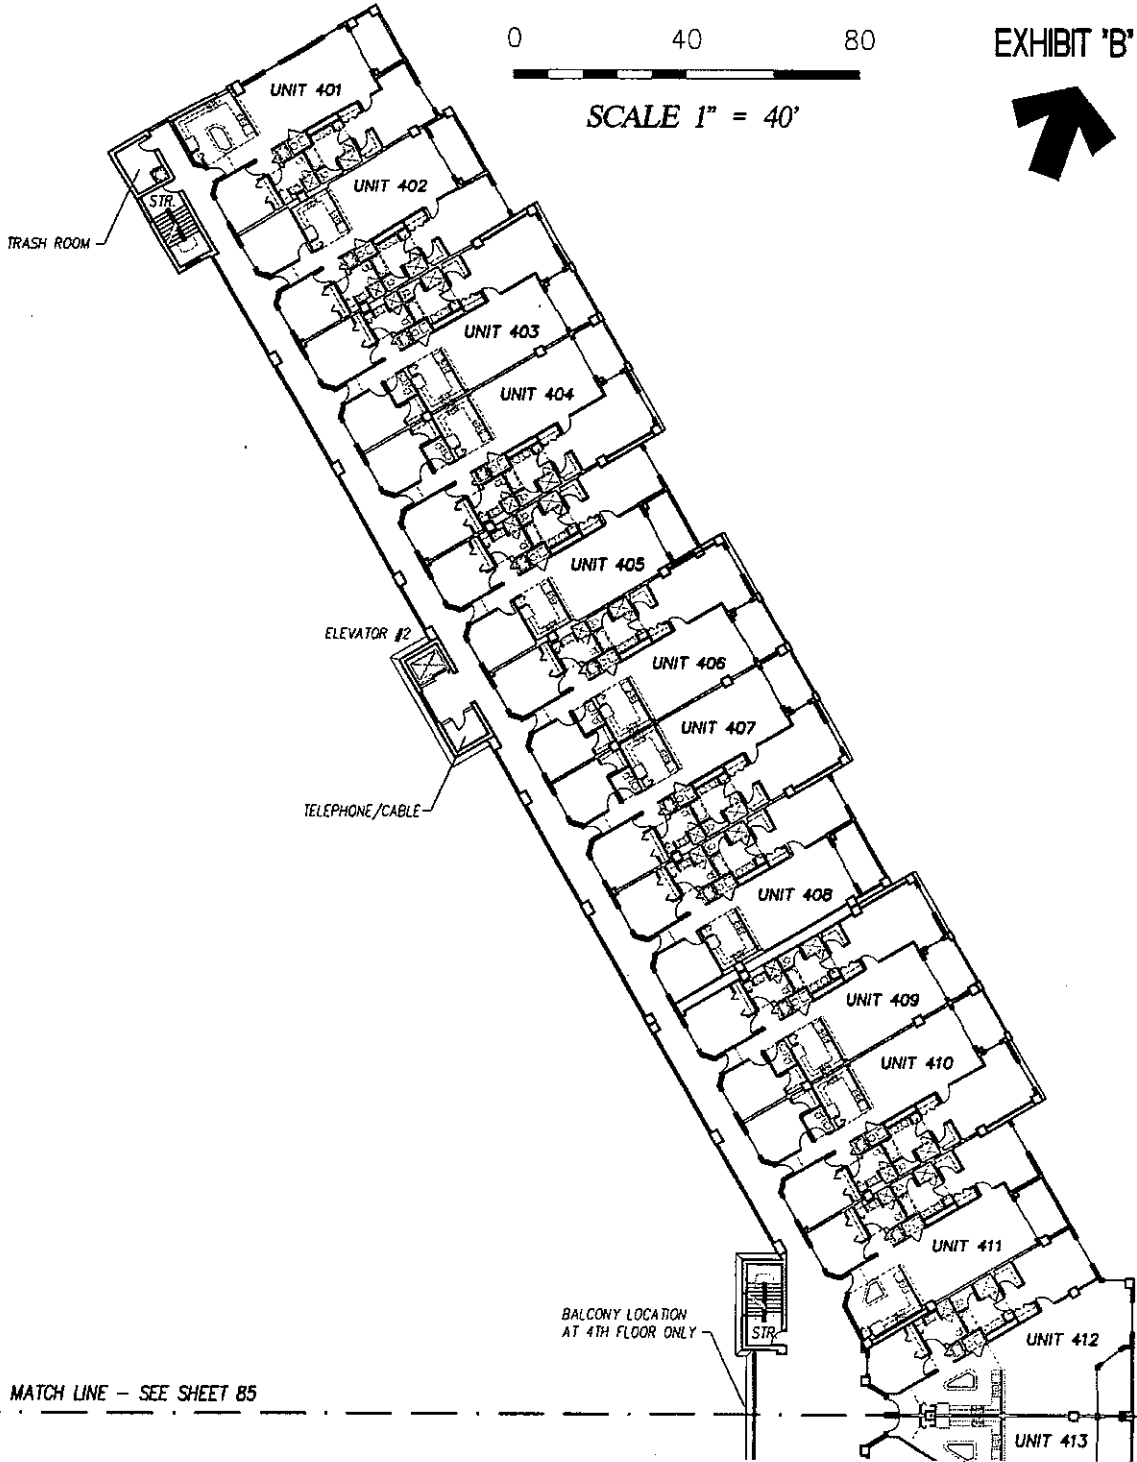 0 40 80
EXHIBIT "B"
SCALE 1" = 40'
UNIT 401
UNIT 402
STR.
TRASH ROOM
UNIT 403
UNIT 404
UNIT 405
ELEVATOR #2
UNIT 406
UNIT 407
TELEPHONE/CABLE
UNIT 408
UNIT 409
UNIT 410
UNIT 411
BALCONY LOCATION
AT 4TH FLOOR ONLY
STR.
UNIT 412
MATCH LINE - SEE SHEET 85
UNIT 413